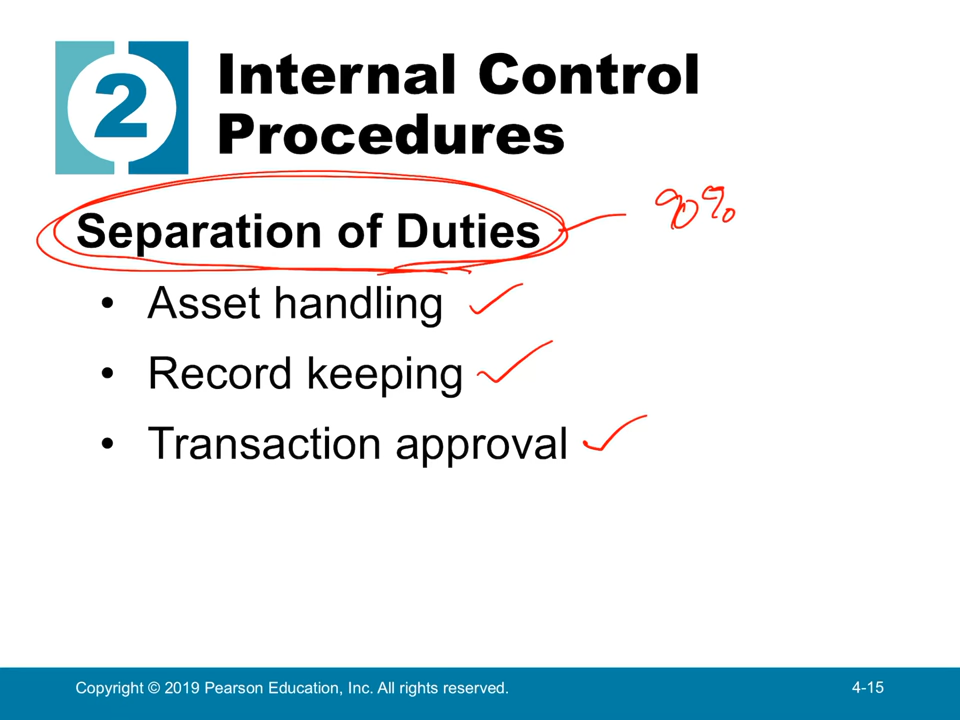 2
Internal Control
Procedures
Separation of Duties
90%
• Asset handling
• Record keeping
• Transaction approval
Copyright © 2019 Pearson Education, Inc. All rights reserved.
4-15